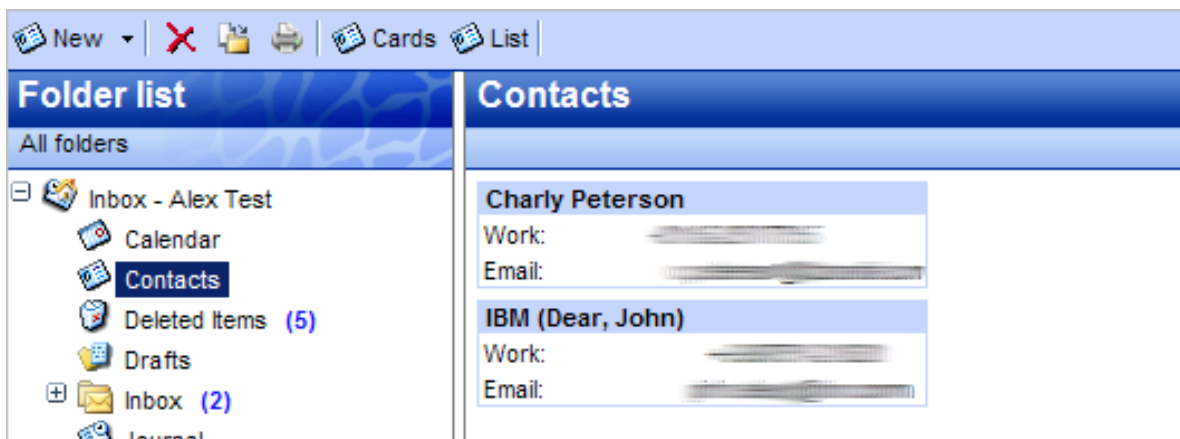 New Cards List
Folder list
All folders
Inbox - Alex Test
Calendar
Contacts
Deleted Items (5)
Drafts
Inbox (2)
Journal
Contacts
Charly Peterson
Work:
Email:
IBM (Dear, John)
Work:
Email: